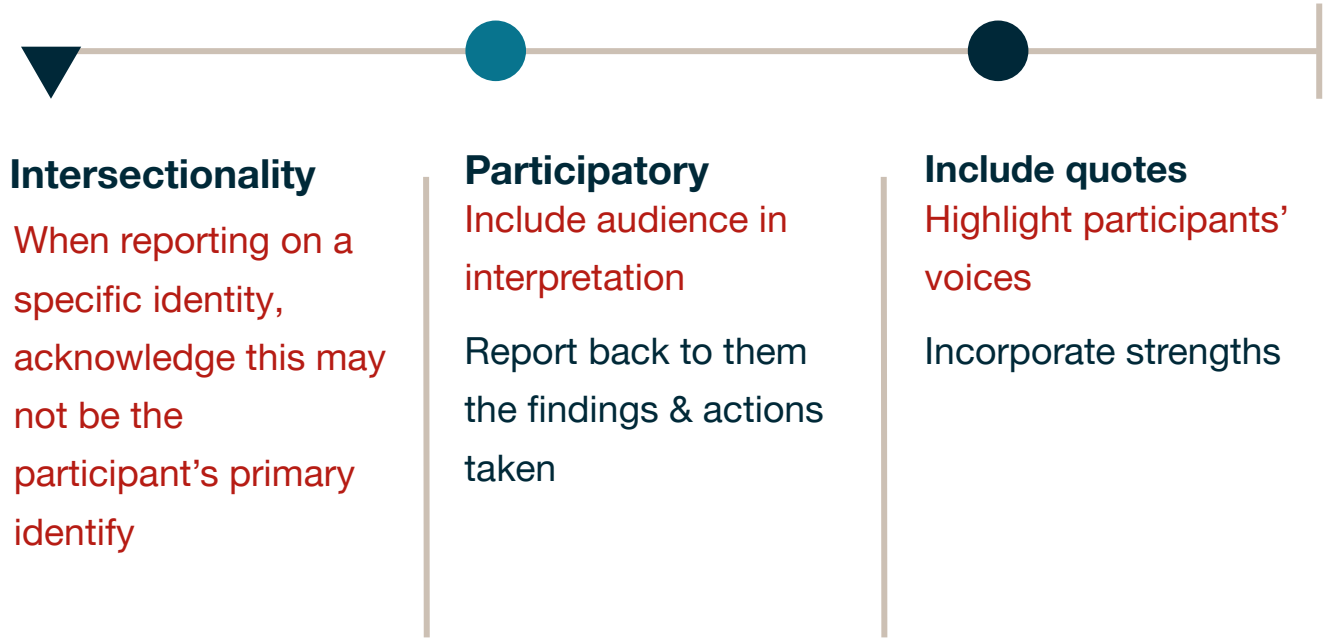 Intersectionality
When reporting on a
specific identity,
acknowledge this may
not be the
participant’s primary
identify
Participatory
Include audience in
interpretation
Report back to them
the findings & actions
taken
Include quotes
Highlight participants’
voices
Incorporate strengths